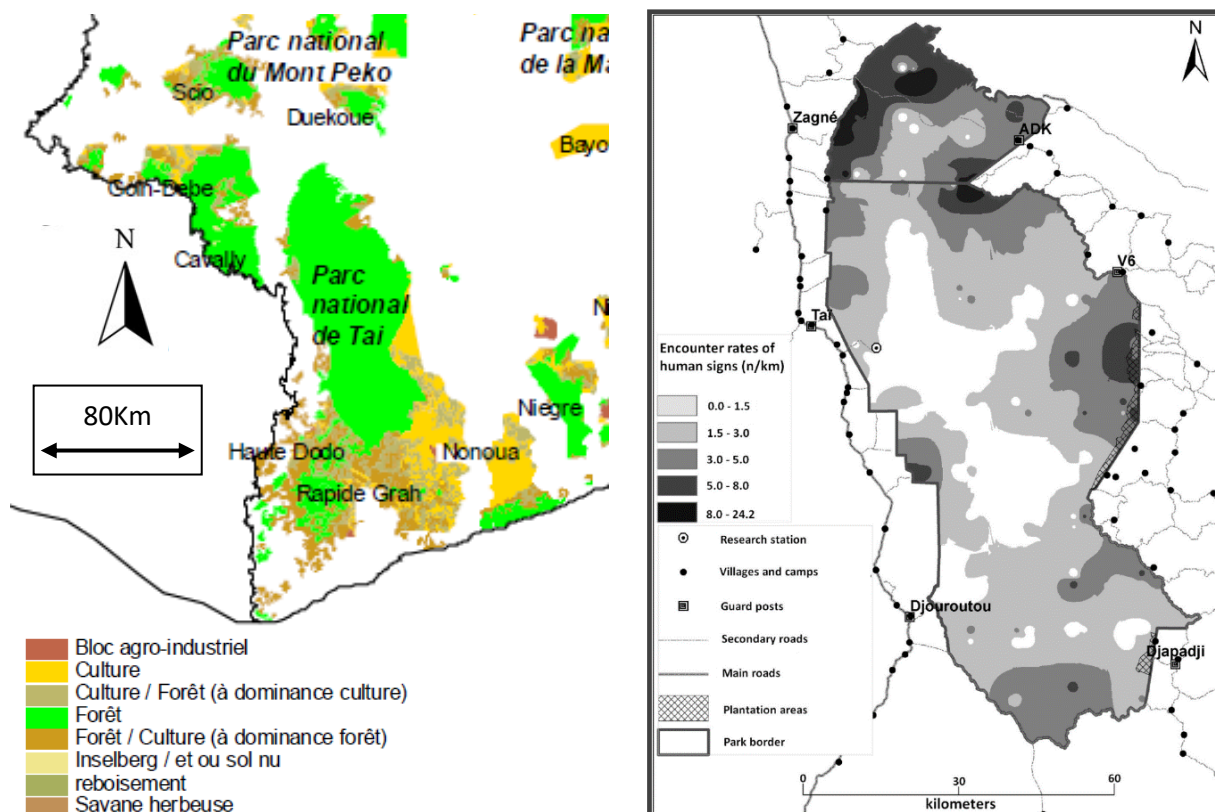 Parc national
du Mont Peko
Parc na
de la Ma
Scio
Duekoue
Bayo
Goin-Debe
N
Cavally
Parc
national
de Tai
Ni
80Km
Niegre
Haute Dodo
Nonoua
Rapide Grah
Bloc agro-industriel
Culture
Culture / Forêt (à dominance culture)
Forêt
Forêt / Culture (à dominance forêt)
Inselberg / et ou sol nu
reboisement
Savane herbeuse
N
Zagné
ADK
V6
Taï
Encounter rates of
human signs (n/km)
0.0 - 1.5
1.5 - 3.0
3.0 - 5.0
5.0 - 8.0
8.0 - 24.2
Research station
Villages and camps
Guard posts
Secondary roads
Main roads
Plantation areas
Park border
Djouroutou
Djapadji
0 30 60
kilometers